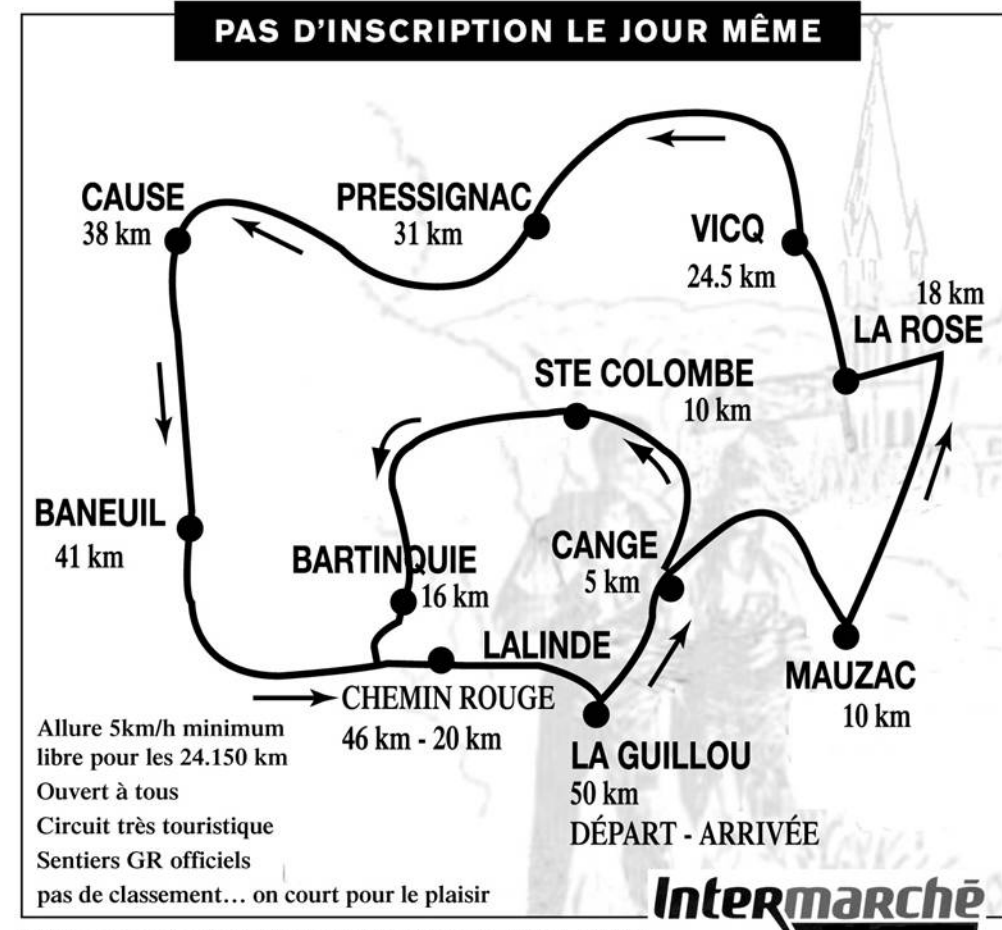 PAS D'INSCRIPTION LE JOUR MÊME
CAUSE
38 km
PRESSIGNAC
31 km
VICQ
24.5 km
18 km
LA ROSE
STE COLOMBE
10 km
BANEUIL
41 km
BARTINQUIE
16 km
CANGE
5 km
LALINDE
CHEMIN ROUGE
46 km - 20 km
MAUZAC
10 km
LA GUILLOU
50 km
DÉPART - ARRIVÉE
Allure 5km/h minimum
libre pour les 24.150 km
Ouvert à tous
Circuit très touristique
Sentiers GR officiels
pas de classement... on court pour le plaisir
Intermarchē